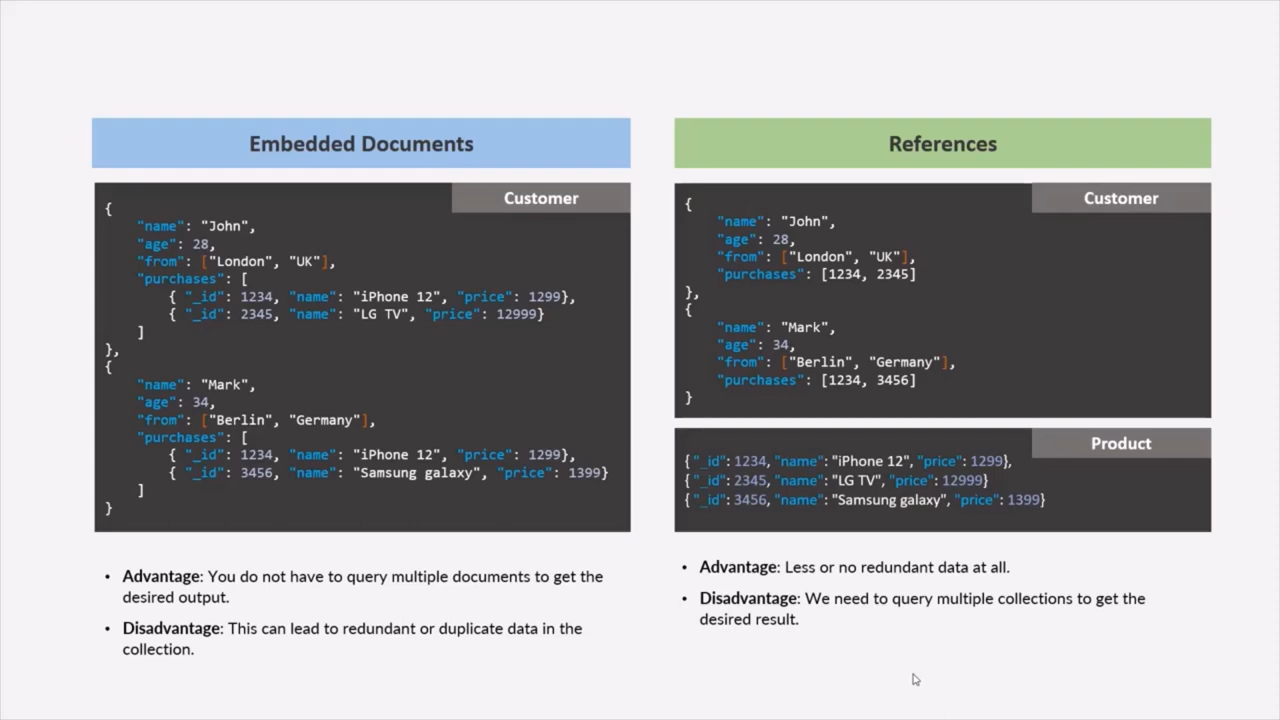 Embedded Documents
Customer
{
"name": "John",
"age": 28,
"from": ["London", "UK"],
"purchases": [
{ "_id": 1234, "name": "iPhone 12", "price": 1299},
{ "_id": 2345, "name": "LG TV", "price": 12999}
]
},
{
"name": "Mark",
"age": 34,
"from": ["Berlin", "Germany"],
"purchases": [
{ "_id": 1234, "name": "iPhone 12", "price": 1299},
{ "_id": 3456, "name": "Samsung galaxy", "price": 1399}
]
}
• Advantage: You do not have to query multiple documents to get the
desired output.
• Disadvantage: This can lead to redundant or duplicate data in the
collection.
References
Customer
{
"name": "John",
"age": 28,
"from": ["London", "UK"],
"purchases": [1234, 2345]
},
{
"name": "Mark",
"age": 34,
"from": ["Berlin", "Germany"],
"purchases": [1234, 3456]
}
Product
{ "_id": 1234, "name": "iPhone 12", "price": 1299},
{ "_id": 2345, "name": "LG TV", "price": 12999}
{ "_id": 3456, "name": "Samsung galaxy", "price": 1399}
• Advantage: Less or no redundant data at all.
• Disadvantage: We need to query multiple collections to get the
desired result.